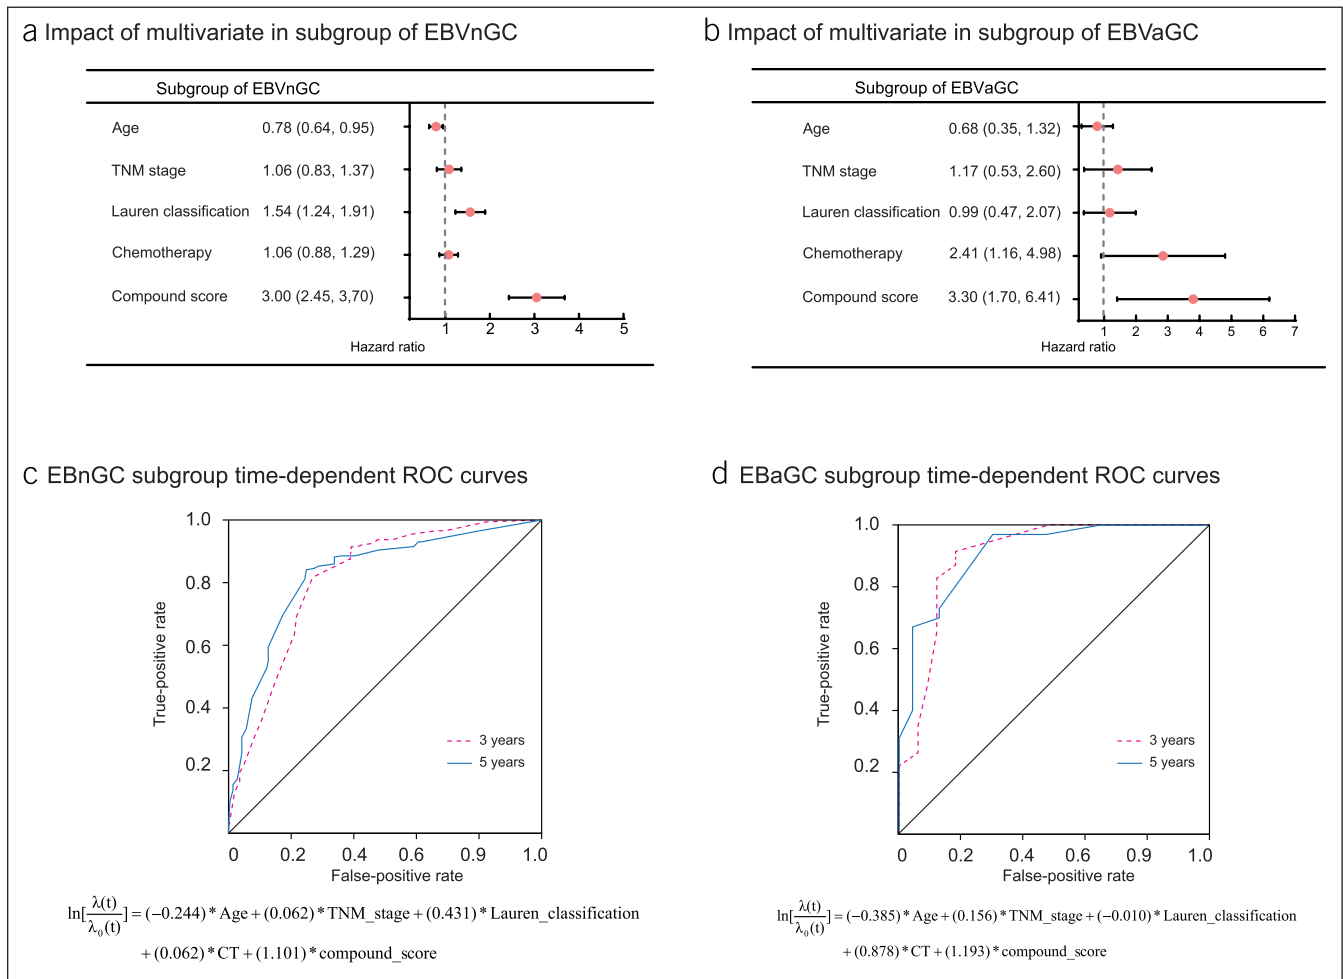 a Impact of multivariate in subgroup of EBVnGC
Subgroup of EBVnGC
Age 0.78 (0.64, 0.95)
TNM stage 1.06 (0.83, 1.37)
Lauren classification 1.54 (1.24, 1.91)
Chemotherapy 1.06 (0.88, 1.29)
Compound score 3.00 (2.45, 3,70)
1 2 3 4 5
Hazard ratio
b Impact of multivariate in subgroup of EBVaGC
Subgroup of EBVaGC
Age 0.68 (0.35, 1.32)
TNM stage 1.17 (0.53, 2.60)
Lauren classification 0.99 (0.47, 2.07)
Chemotherapy 2.41 (1.16, 4.98)
Compound score 3.30 (1.70, 6.41)
1 2 3 4 5 6 7
Hazard ratio
c EBnGC subgroup time-dependent ROC curves
True-positive rate
1.0
0.8
0.6
0.4
0.2
3 years
5 years
0 0.2 0.4 0.6 0.8 1.0
False-positive rate
ln[λ(t)/λ₀(t)] = (−0.244) * Age + (0.062) * TNM_stage + (0.431) * Lauren_classification
+ (0.062) * CT + (1.101) * compound_score
d EBaGC subgroup time-dependent ROC curves
True-positive rate
1.0
0.8
0.6
0.4
0.2
3 years
5 years
0 0.2 0.4 0.6 0.8 1.0
False-positive rate
ln[λ(t)/λ₀(t)] = (−0.385) * Age + (0.156) * TNM_stage + (−0.010) * Lauren_classification
+ (0.878) * CT + (1.193) * compound_score